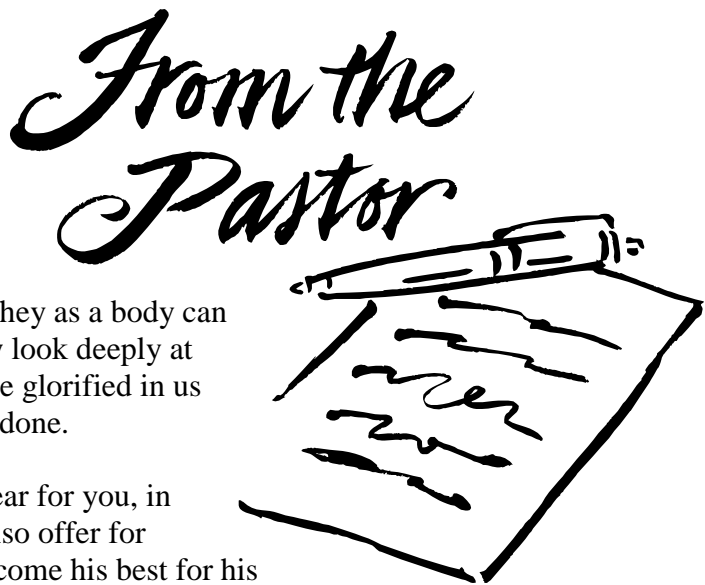 From the
Pastor
hey as a body can
look deeply at
e glorified in us
done.
ear for you, in
so offer for
come his best for his